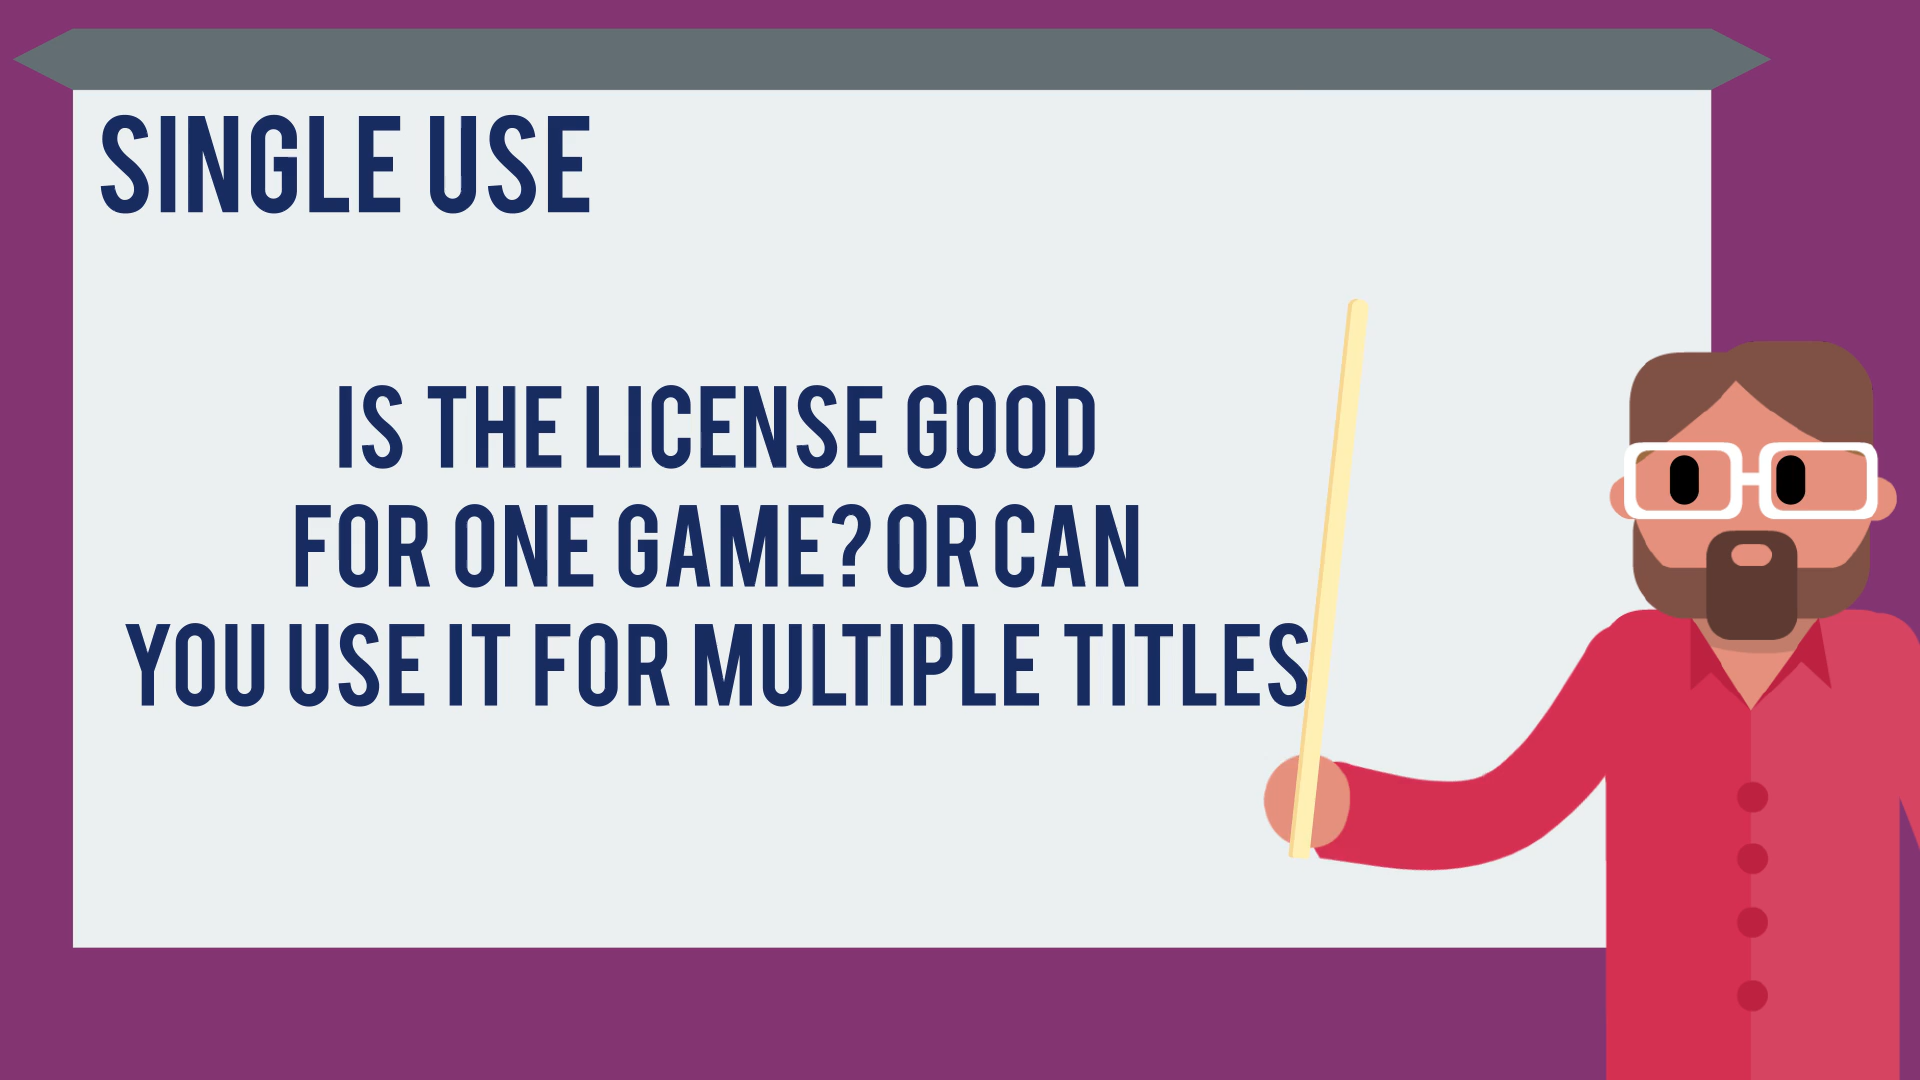 SINGLE USE
IS THE LICENSE GOOD
FOR ONE GAME? OR CAN
YOU USE IT FOR MULTIPLE TITLES